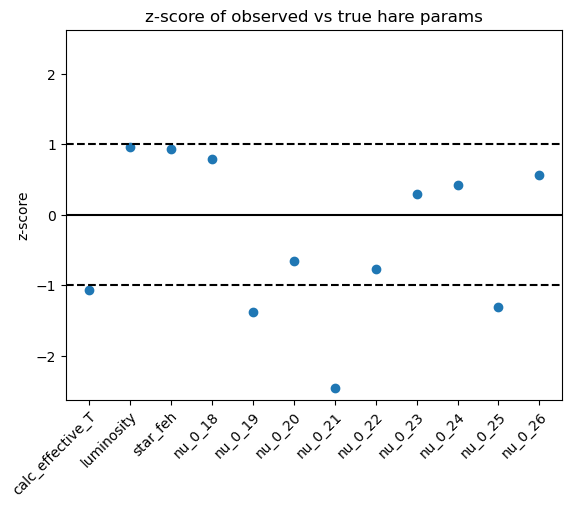 z-score of observed vs true hare params
z-score
2
1
0
−1
−2
calc_effective_T
luminosity
star_feh
nu_0_18
nu_0_19
nu_0_20
nu_0_21
nu_0_22
nu_0_23
nu_0_24
nu_0_25
nu_0_26